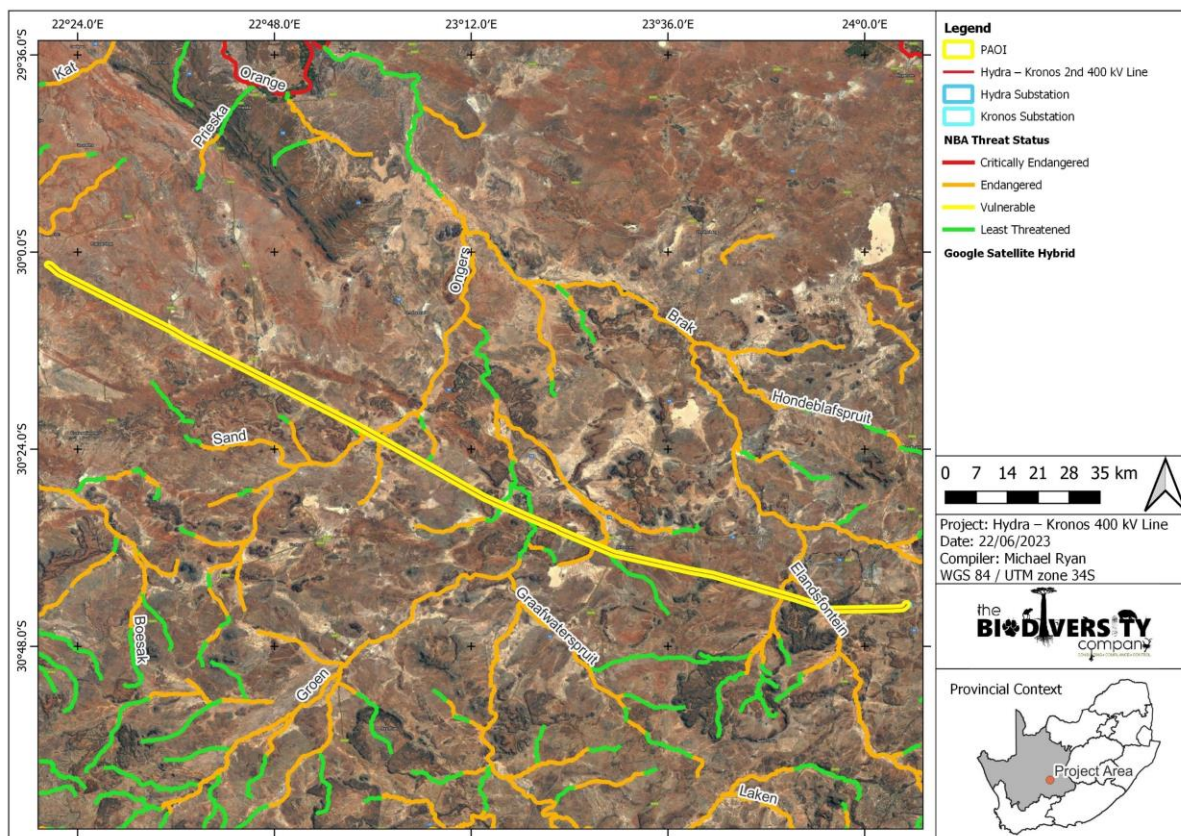 22°24.0'E 22°48.0'E 23°12.0'E 23°36.0'E 24°0.0'E
29°36.0'S
30°0.0'S
30°24.0'S
30°48.0'S
Kat
Orange
Prieska
Ongers
Brak
Hondeblafspruit
Sand
Elandsfontein
Graafwaterspruit
Boesak
Groen
Laken
Legend
PAOI
Hydra – Kronos 2nd 400 kV Line
Hydra Substation
Kronos Substation
NBA Threat Status
Critically Endangered
Endangered
Vulnerable
Least Threatened
Google Satellite Hybrid
0 7 14 21 28 35 km
Project: Hydra – Kronos 400 kV Line
Date: 22/06/2023
Compiler: Michael Ryan
WGS 84 / UTM zone 34S
the
BIODIVERSITY
company
Provincial Context
Project Area